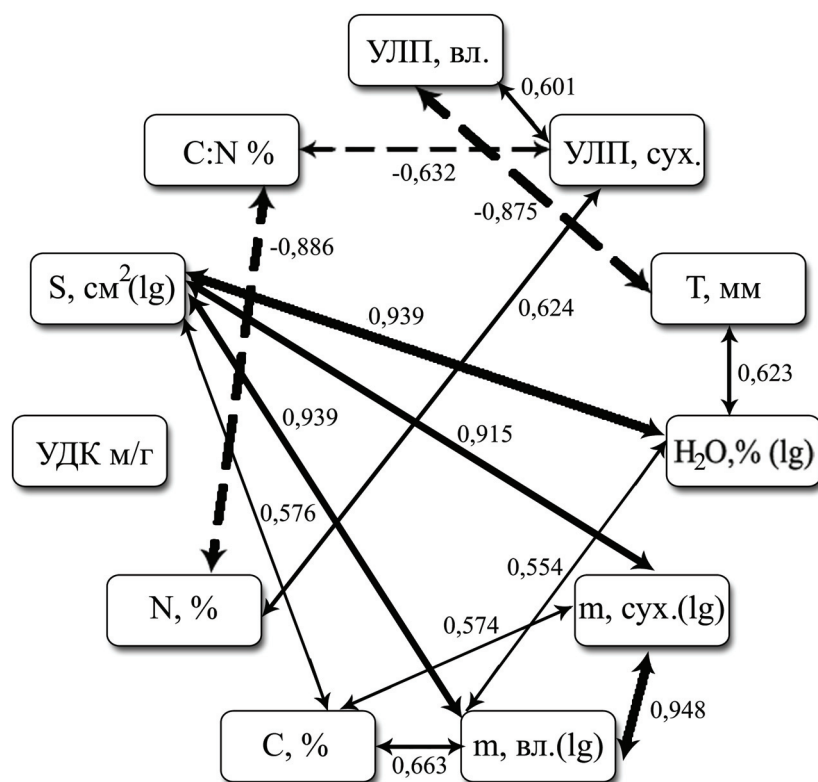 УЛП, вл.
0,601
C:N %
УЛП, сух.
-0,632
-0,875
-0,886
S, см²(lg)
T, мм
0,939
0,624
0,623
0,939
0,915
УДК м/г
H₂O,% (lg)
0,576
0,554
N, %
m, сух.(lg)
0,574
C, %
m, вл.(lg)
0,948
0,663